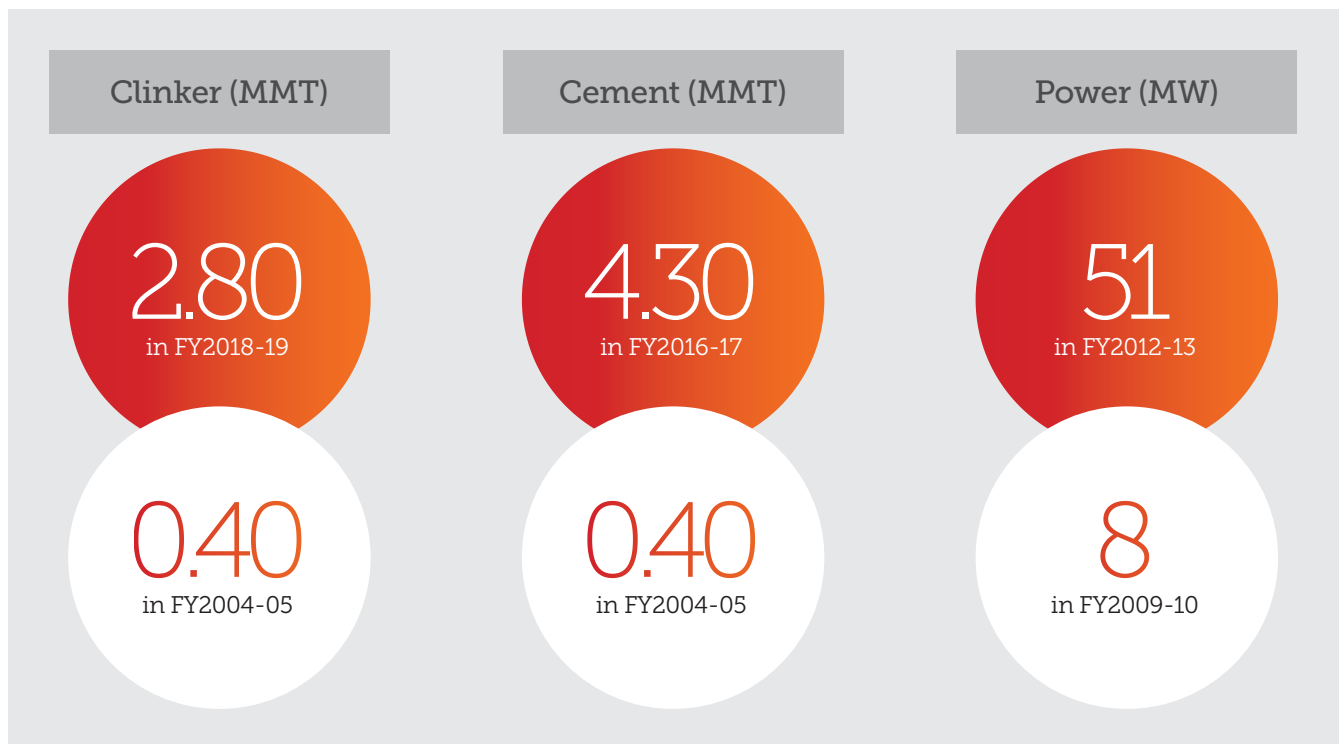 Clinker (MMT)
2.80
in FY2018-19
0.40
in FY2004-05
Cement (MMT)
4.30
in FY2016-17
0.40
in FY2004-05
Power (MW)
51
in FY2012-13
8
in FY2009-10